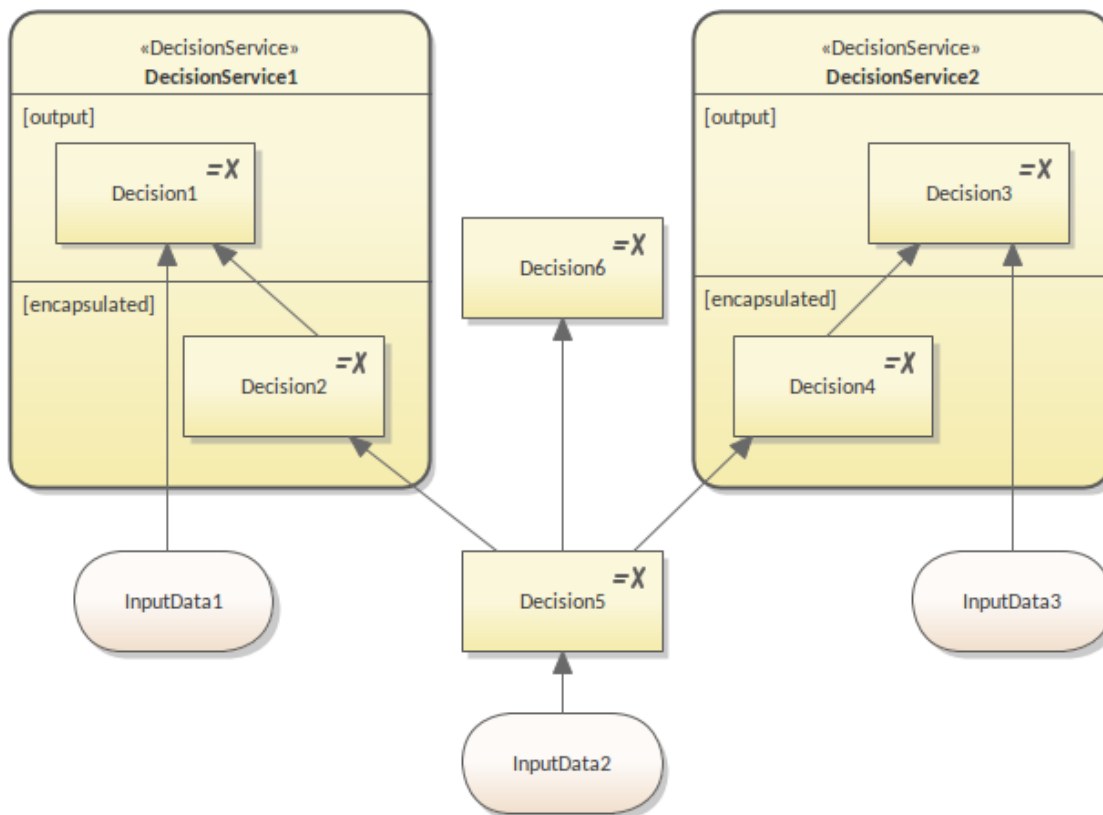 «DecisionService»
DecisionService1
[output]
=X
Decision1
[encapsulated]
=X
Decision2
=X
Decision6
«DecisionService»
DecisionService2
[output]
=X
Decision3
[encapsulated]
=X
Decision4
InputData1
=X
Decision5
InputData3
InputData2